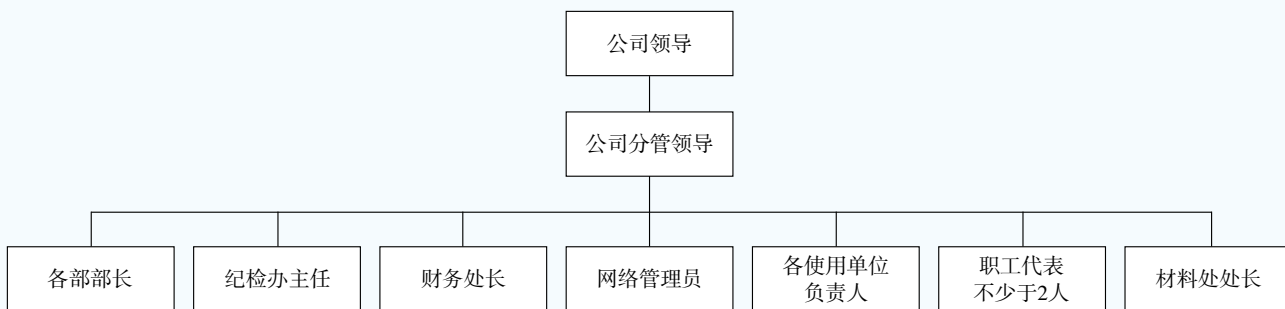 公司领导
公司分管领导
各部部长
纪检办主任
财务处长
网络管理员
各使用单位
负责人
职工代表
不少于2人
材料处处长